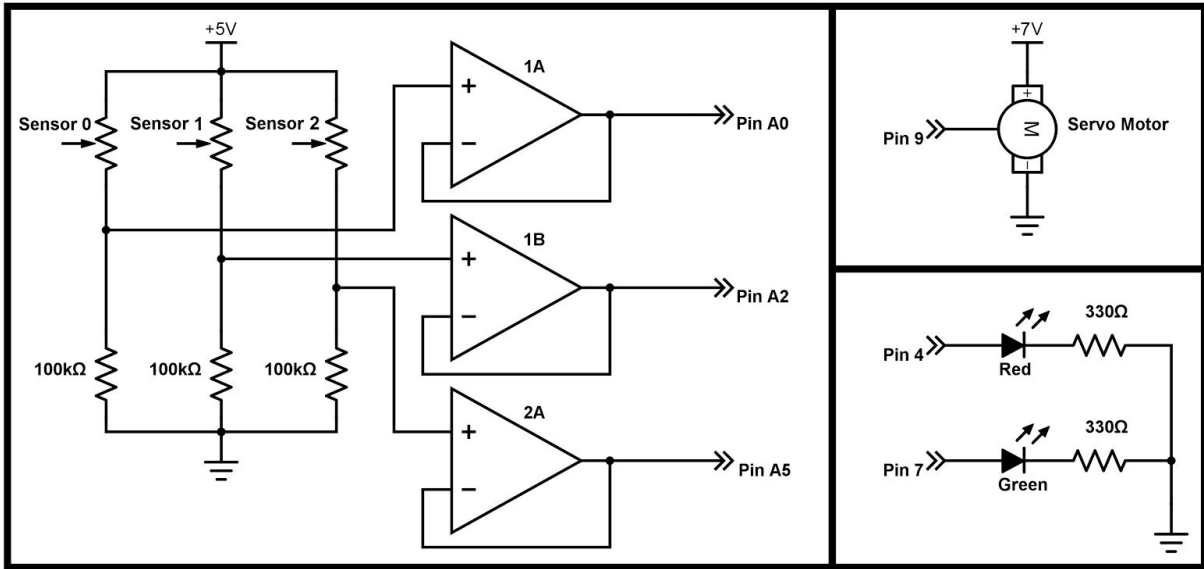 +5V
Sensor 0
Sensor 1
Sensor 2
100kΩ
100kΩ
100kΩ
1A
+
−
Pin A0
1B
+
−
Pin A2
2A
+
−
Pin A5
+7V
+
M
−
Pin 9
Servo Motor
Pin 4
Red
330Ω
Pin 7
Green
330Ω